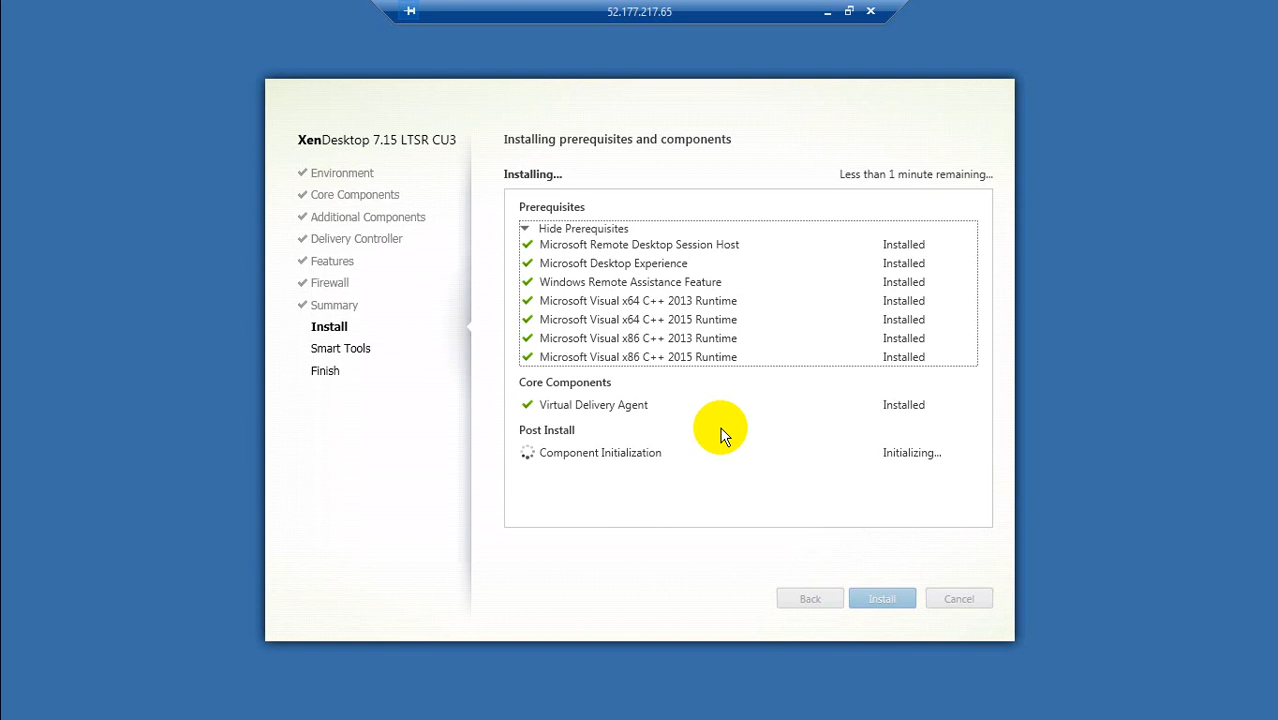 52.177.217.65
XenDesktop 7.15 LTSR CU3
Environment
Core Components
Additional Components
Delivery Controller
Features
Firewall
Summary
Install
Smart Tools
Finish
Installing prerequisites and components
Installing... Less than 1 minute remaining...
Prerequisites
Hide Prerequisites
Microsoft Remote Desktop Session Host Installed
Microsoft Desktop Experience Installed
Windows Remote Assistance Feature Installed
Microsoft Visual x64 C++ 2013 Runtime Installed
Microsoft Visual x64 C++ 2015 Runtime Installed
Microsoft Visual x86 C++ 2013 Runtime Installed
Microsoft Visual x86 C++ 2015 Runtime Installed
Core Components
Virtual Delivery Agent Installed
Post Install
Component Initialization Initializing...
Back Install Cancel